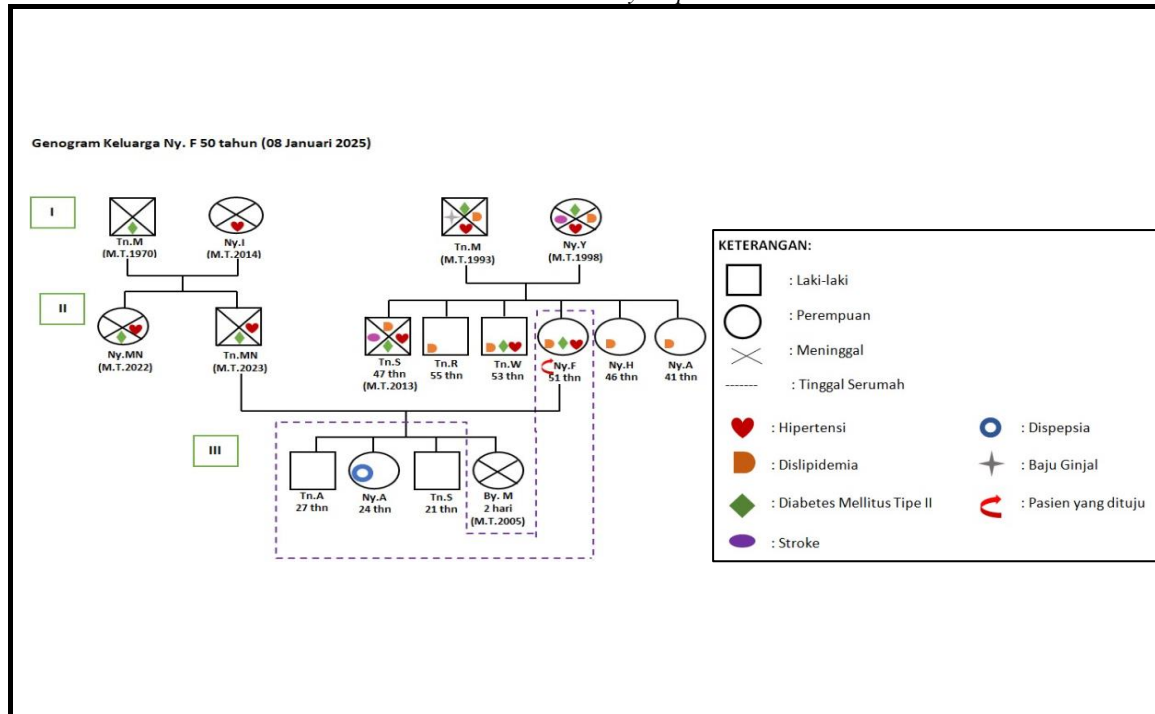 Genogram Keluarga Ny. F 50 tahun (08 Januari 2025)
I
Tn.M
(M.T.1970)
Ny.I
(M.T.2014)
Tn.M
(M.T.1993)
Ny.Y
(M.T.1998)
II
Ny.MN
(M.T.2022)
Tn.MN
(M.T.2023)
Tn.S
47 thn
(M.T.2013)
Tn.R
55 thn
Tn.W
53 thn
Ny.F
51 thn
Ny.H
46 thn
Ny.A
41 thn
III
Tn.A
27 thn
Ny.A
24 thn
Tn.S
21 thn
By. M
2 hari
(M.T.2005)
KETERANGAN:
: Laki-laki
: Perempuan
: Meninggal
: Tinggal Serumah
: Hipertensi
: Dislipidemia
: Diabetes Mellitus Tipe II
: Stroke
: Dispepsia
: Baju Ginjal
: Pasien yang dituju